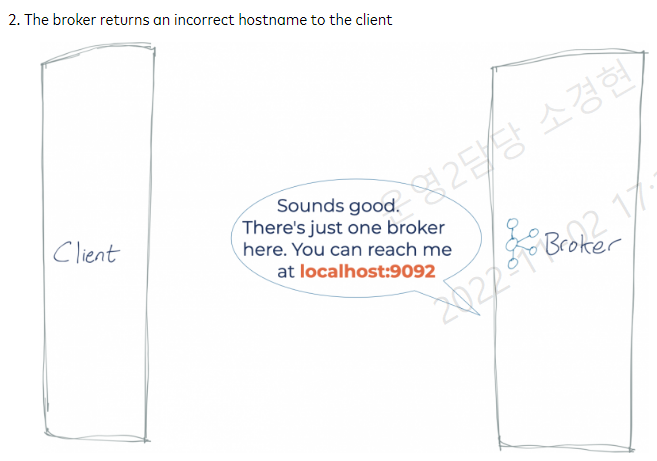 2. The broker returns an incorrect hostname to the client
Client
Sounds good.
There's just one broker
here. You can reach me
at localhost:9092
Broker
운영2담당 소경현
2022-11-02 17: